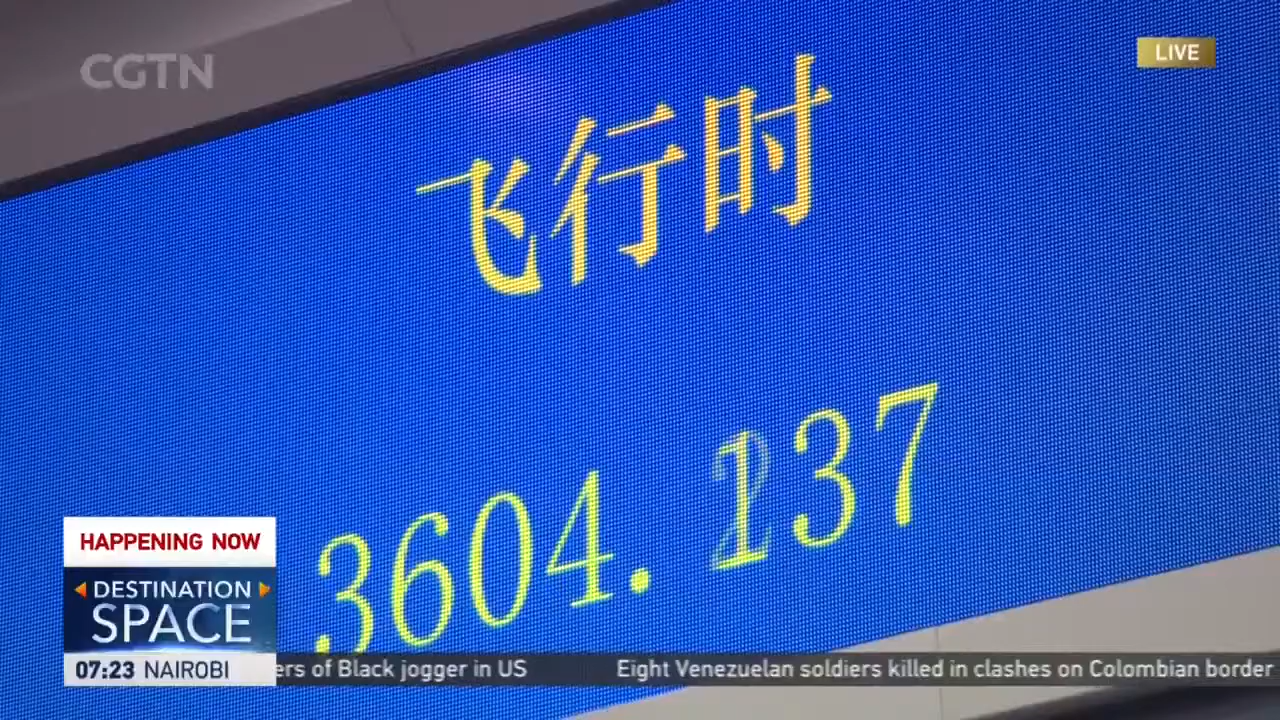 CGTN
LIVE
飞行时
3604.137
HAPPENING NOW
DESTINATION
SPACE
07:23 NAIROBI
ers of Black jogger in US
Eight Venezuelan soldiers killed in clashes on Colombian border